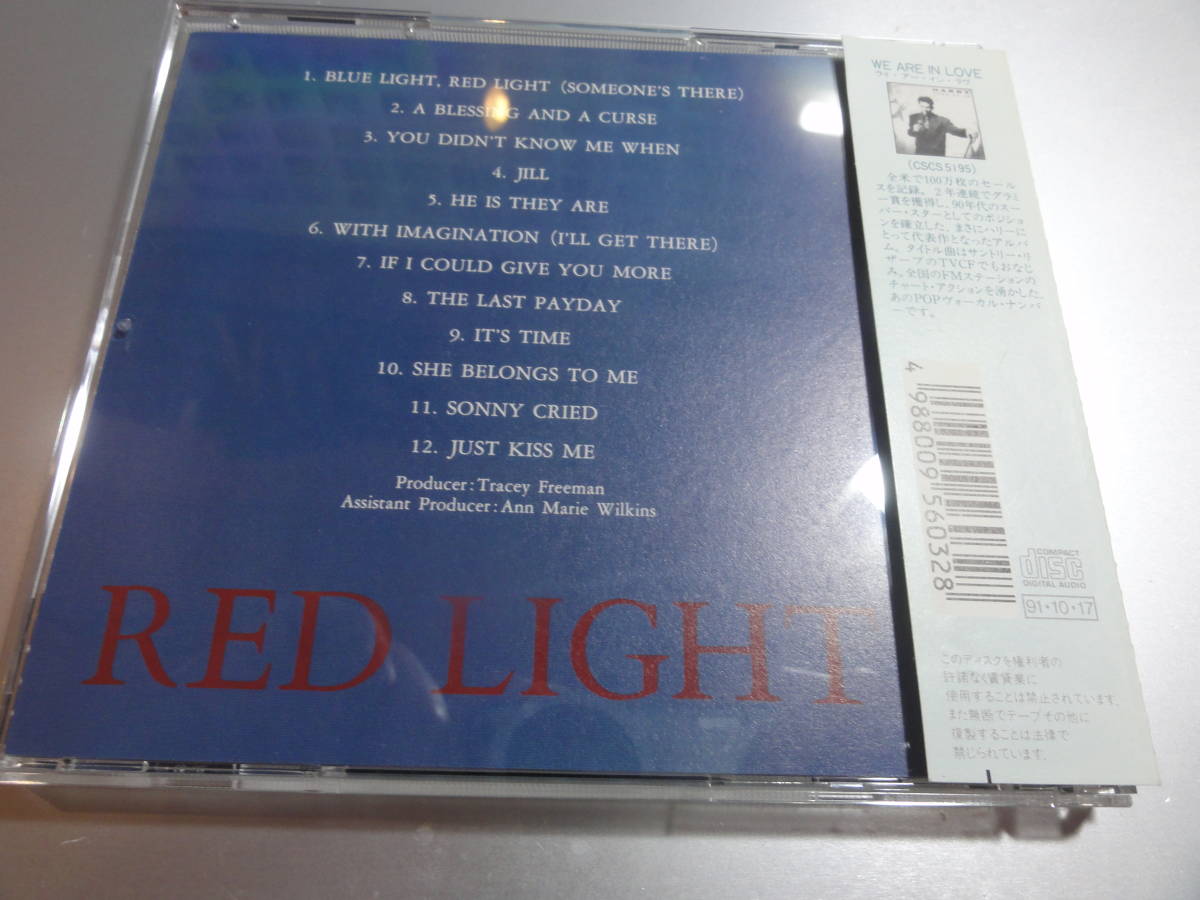 1. BLUE LIGHT, RED LIGHT (SOMEONE'S THERE)
2. A BLESSING AND A CURSE
3. YOU DIDN'T KNOW ME WHEN
4. JILL
5. HE IS THEY ARE
6. WITH IMAGINATION (I'LL GET THERE)
7. IF I COULD GIVE YOU MORE
8. THE LAST PAYDAY
9. IT'S TIME
10. SHE BELONGS TO ME
11. SONNY CRIED
12. JUST KISS ME
Producer: Tracey Freeman
Assistant Producer: Ann Marie Wilkins
RED LIGHT
WE ARE IN LOVE
ウイ・アー・イン・ラヴ
HARRY
(CSCS 5195)
全米で100万枚のセール
スを記録。2年連続でグラミ
ー賞を獲得し、90年代のスー
パー・スターとしてのポジショ
ンを確立した、まさにハリーに
とって代表作となったアルバ
ム。タイトル曲はサントリー・リ
ザーブのTVCFでもおなじ
み。全国のFMステーションの
チャート・アクションを湧かした、
あのPOPヴォーカル・ナンバ
ーです。
4 988009 560328
COMPACT
disc
DIGITAL AUDIO
91・10・17
このディスクを権利者の
許諾なく賃貸業に
使用することは禁止されています。
また無断でテープその他に
複製することは法律で
禁じられています。